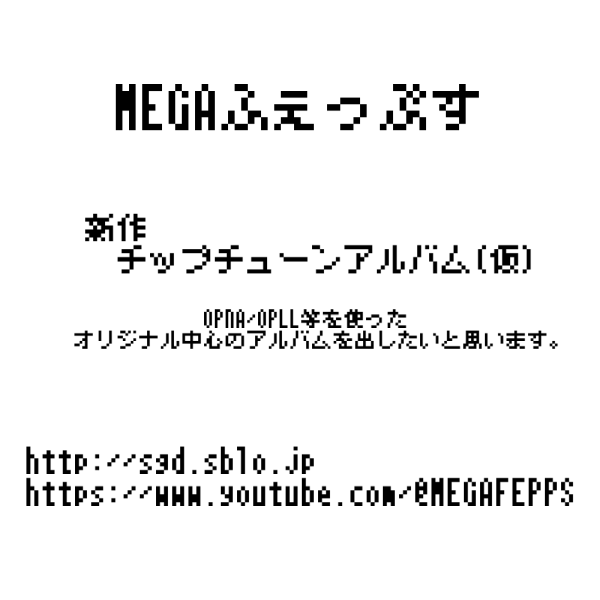 MEGAふぇっぷす
新作
チップチューンアルバム(仮)
OPNA/OPLL等を使った
オリジナル中心のアルバムを出したいと思います。
http://sgd.sblo.jp
https://www.youtube.com/@MEGAFEPPS